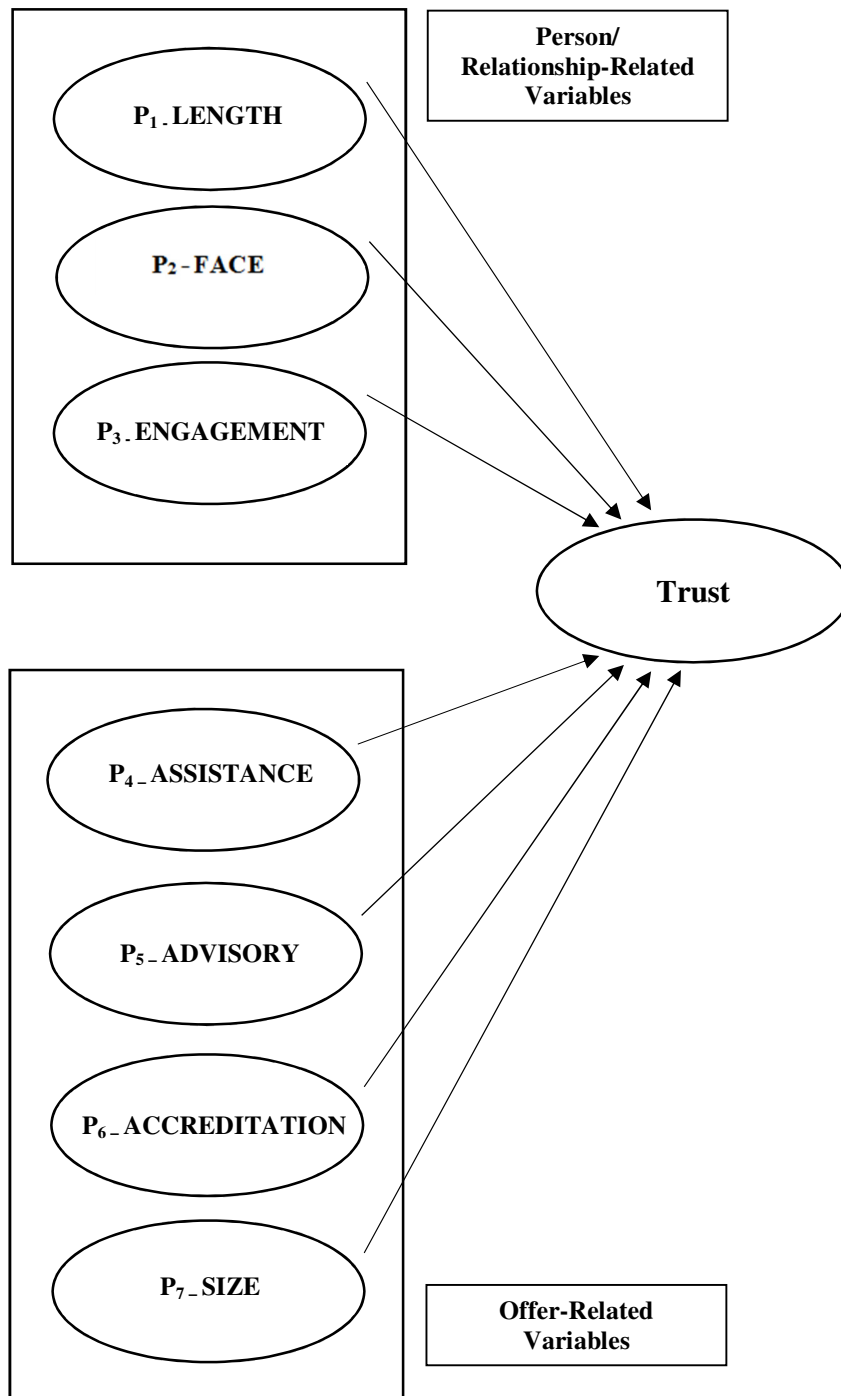 Person/
Relationship-Related
Variables
P₁ - LENGTH
P₂ - FACE
P₃ - ENGAGEMENT
Trust
P₄ – ASSISTANCE
P₅ – ADVISORY
P₆ – ACCREDITATION
P₇ – SIZE
Offer-Related
Variables